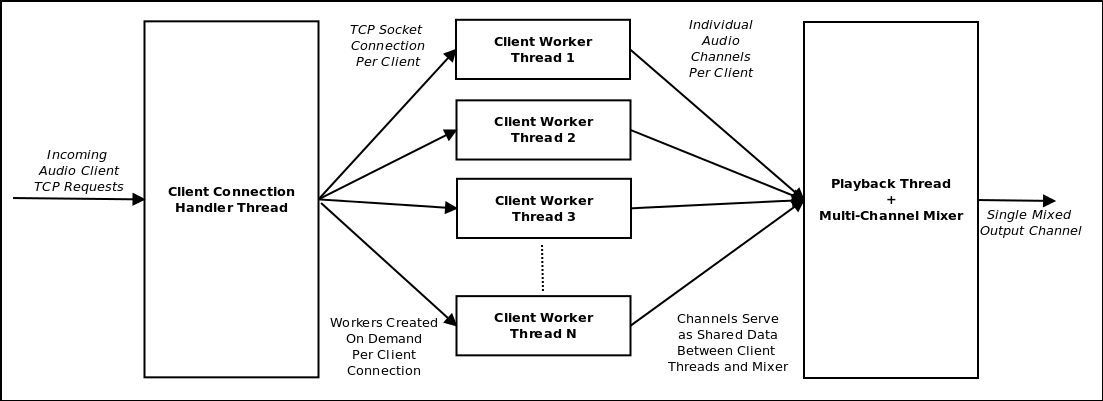 Incoming
Audio Client
TCP Requests
Client Connection
Handler Thread
TCP Socket
Connection
Per Client
Workers Created
On Demand
Per Client
Connection
Client Worker
Thread 1
Client Worker
Thread 2
Client Worker
Thread 3
Client Worker
Thread N
Individual
Audio
Channels
Per Client
Channels Serve
as Shared Data
Between Client
Threads and Mixer
Playback Thread
+
Multi-Channel Mixer
Single Mixed
Output Channel